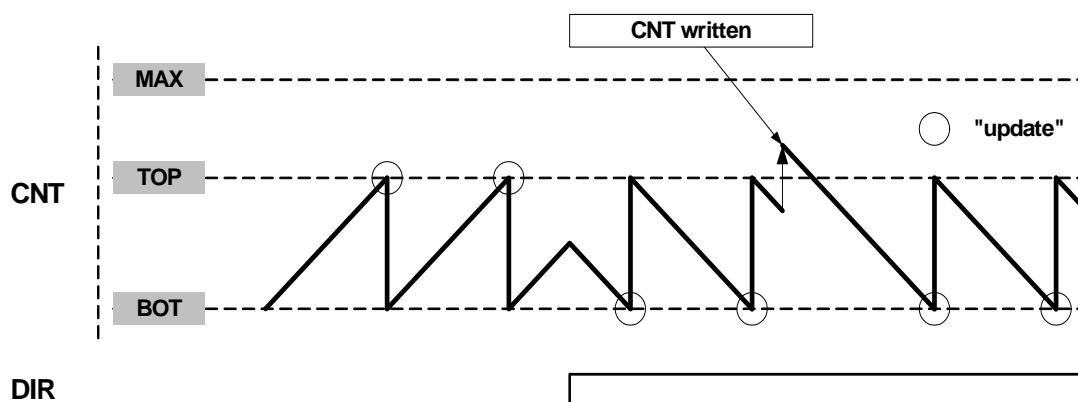 CNT written
MAX
"update"
TOP
CNT
BOT
DIR